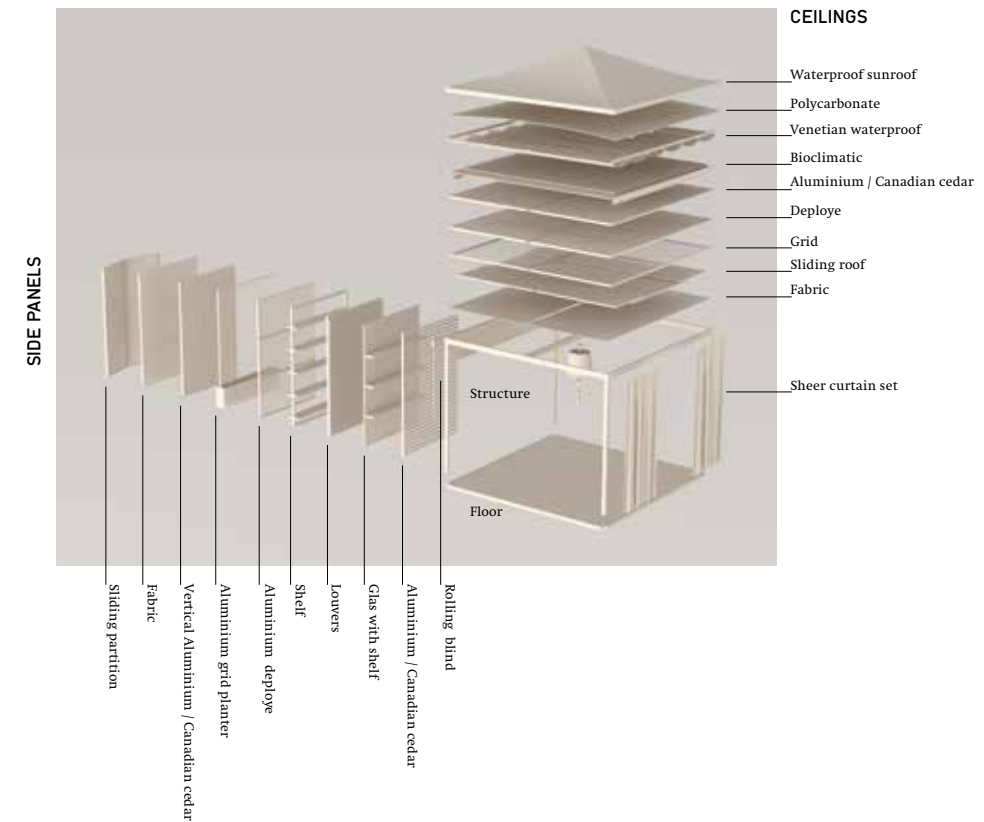 CEILINGS
Waterproof sunroof
Polycarbonate
Venetian waterproof
Bioclimatic
Aluminium / Canadian cedar
Deploye
Grid
Sliding roof
Fabric
Sheer curtain set
SIDE PANELS
Structure
Floor
Sliding partition
Fabric
Vertical Aluminium / Canadian cedar
Aluminium grid planter
Aluminium deploye
Shelf
Louvers
Glas with shelf
Aluminium / Canadian cedar
Rolling blind